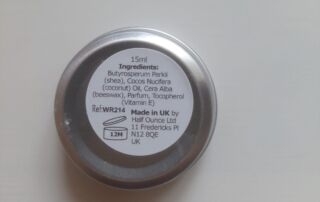 15ml
Ingredients:
Butyrosperum Parkii
(shea), Cocos Nucifera
(coconut) Oil, Cera Alba
(beeswax), Parfum, Tocopherol
(Vitamin E)
Ref:WR214
12M
Made in UK by
Half Ounce Ltd
11 Fredericks Pl
N12 8QE
UK